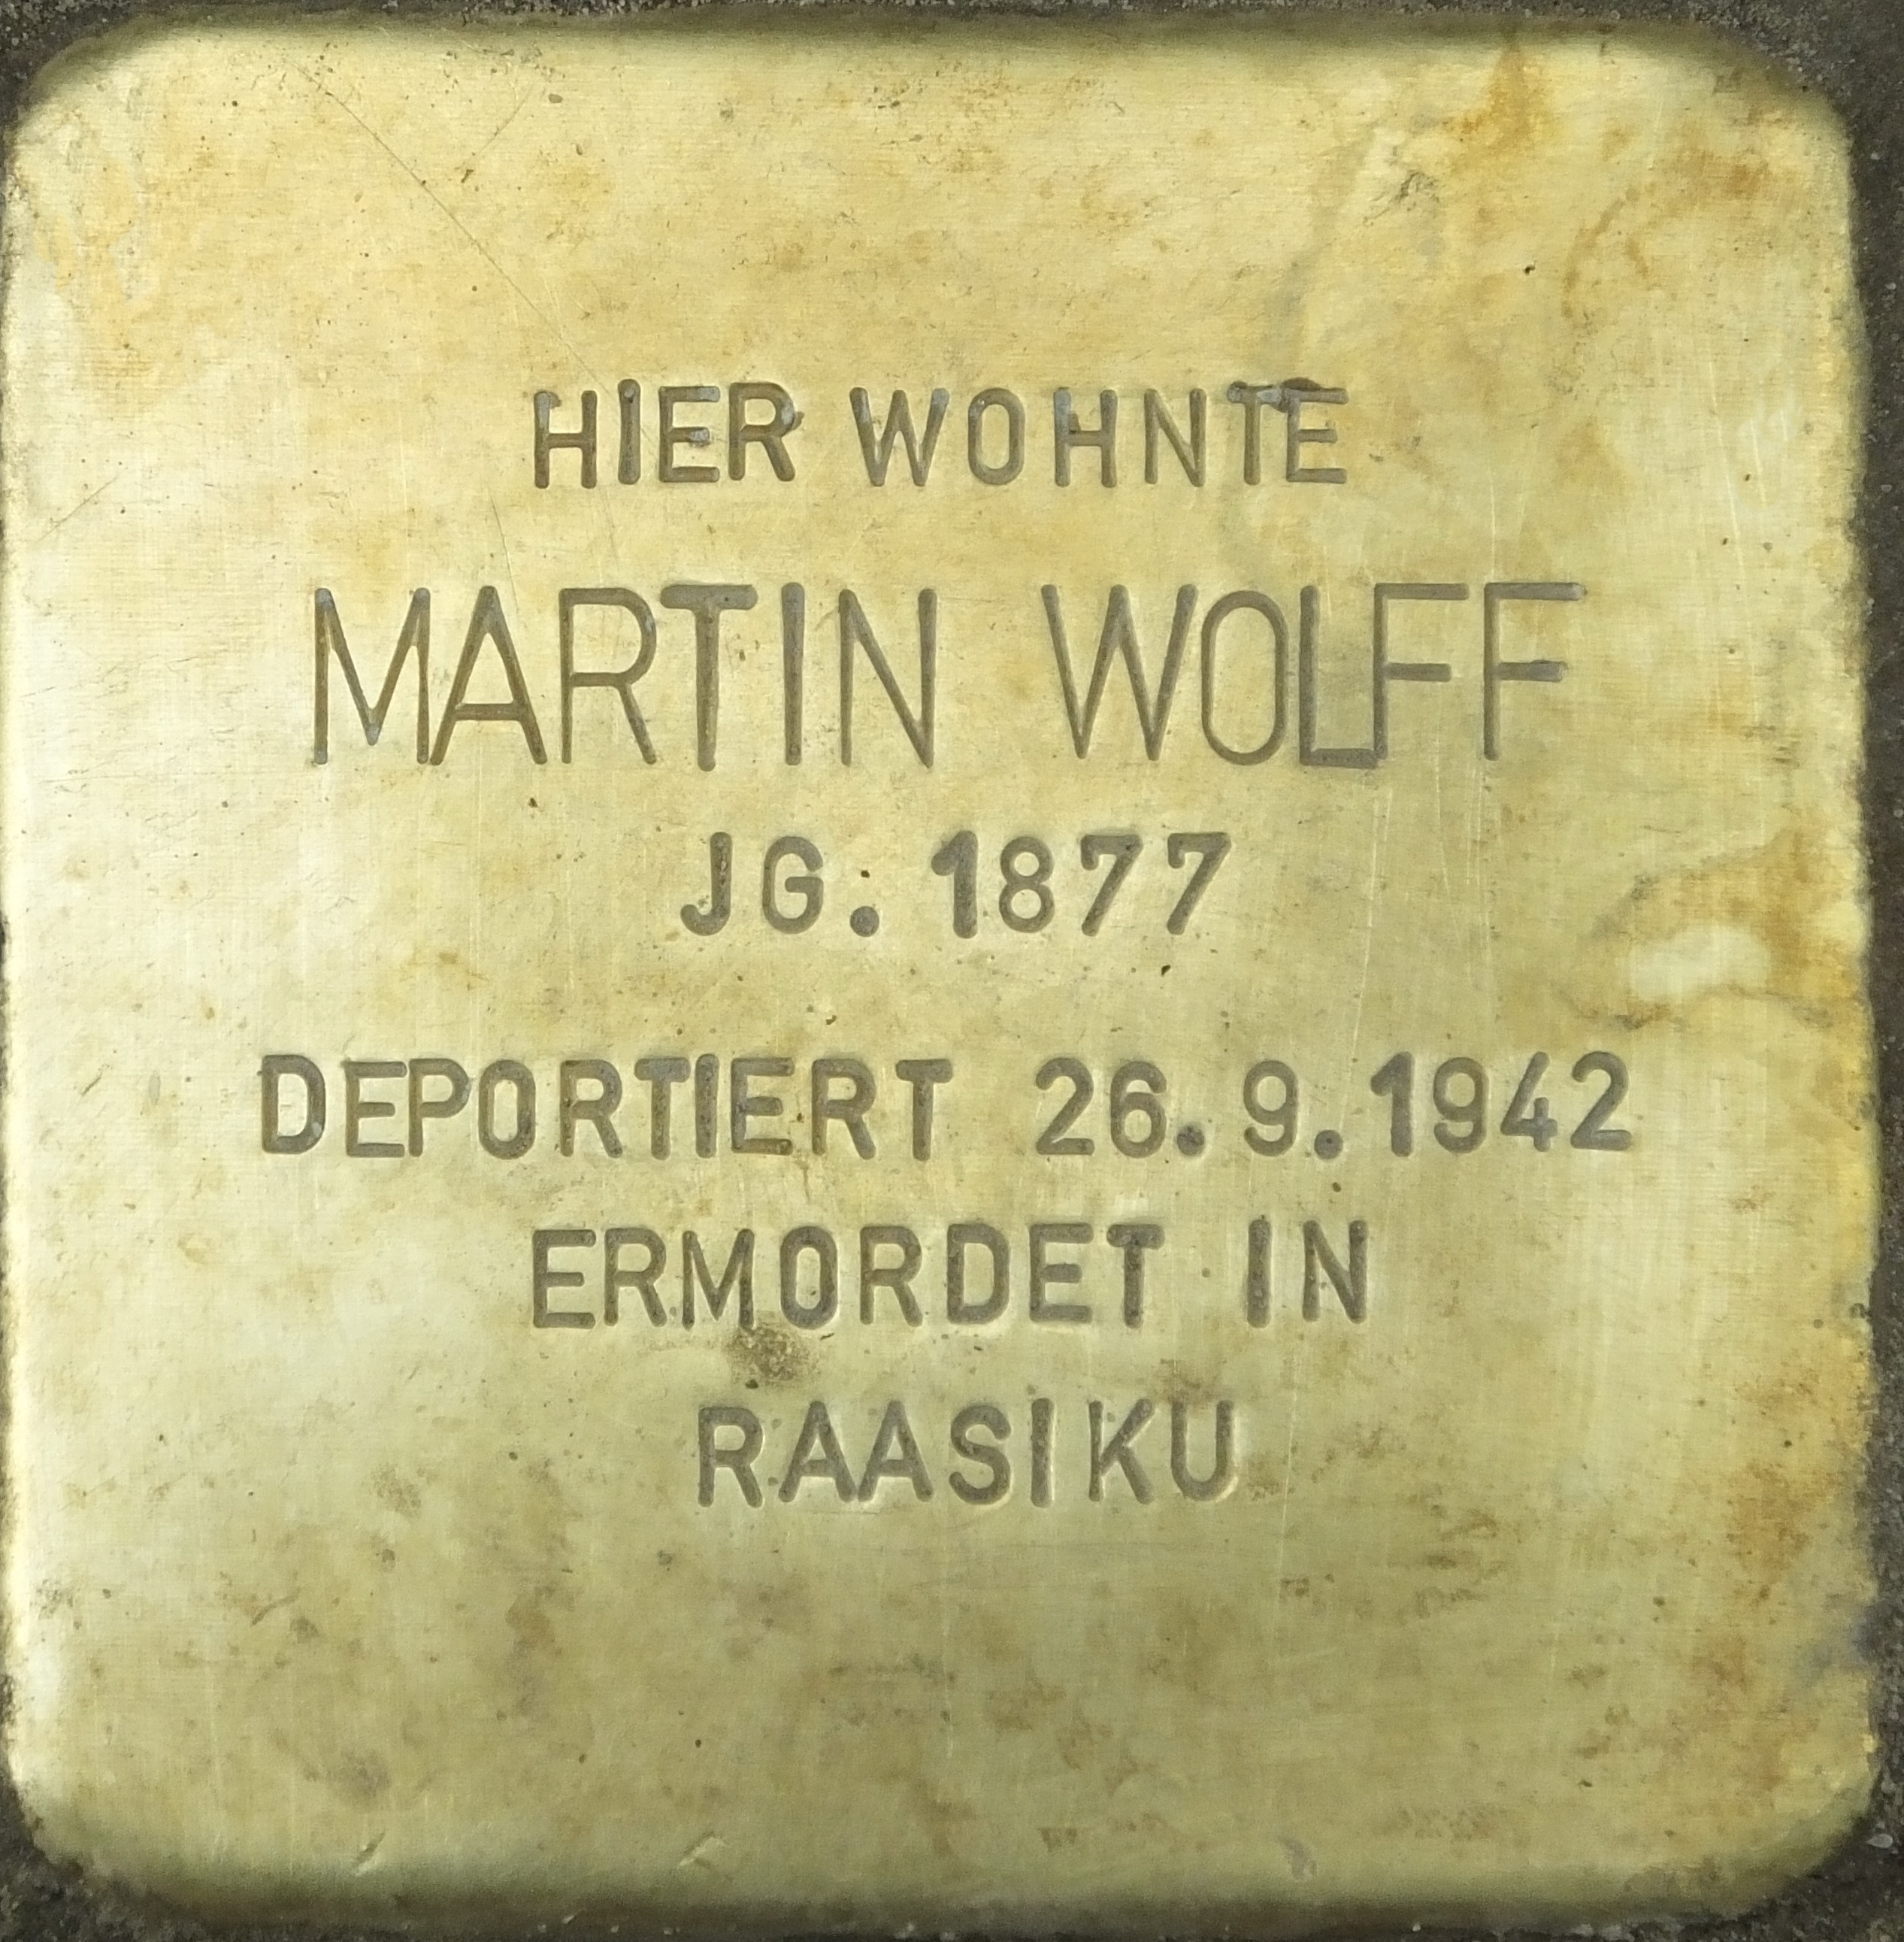 HIER WOHNTE
MARTIN WOLFF
JG. 1877
DEPORTIERT 26.9.1942
ERMORDET IN
RAASIKU